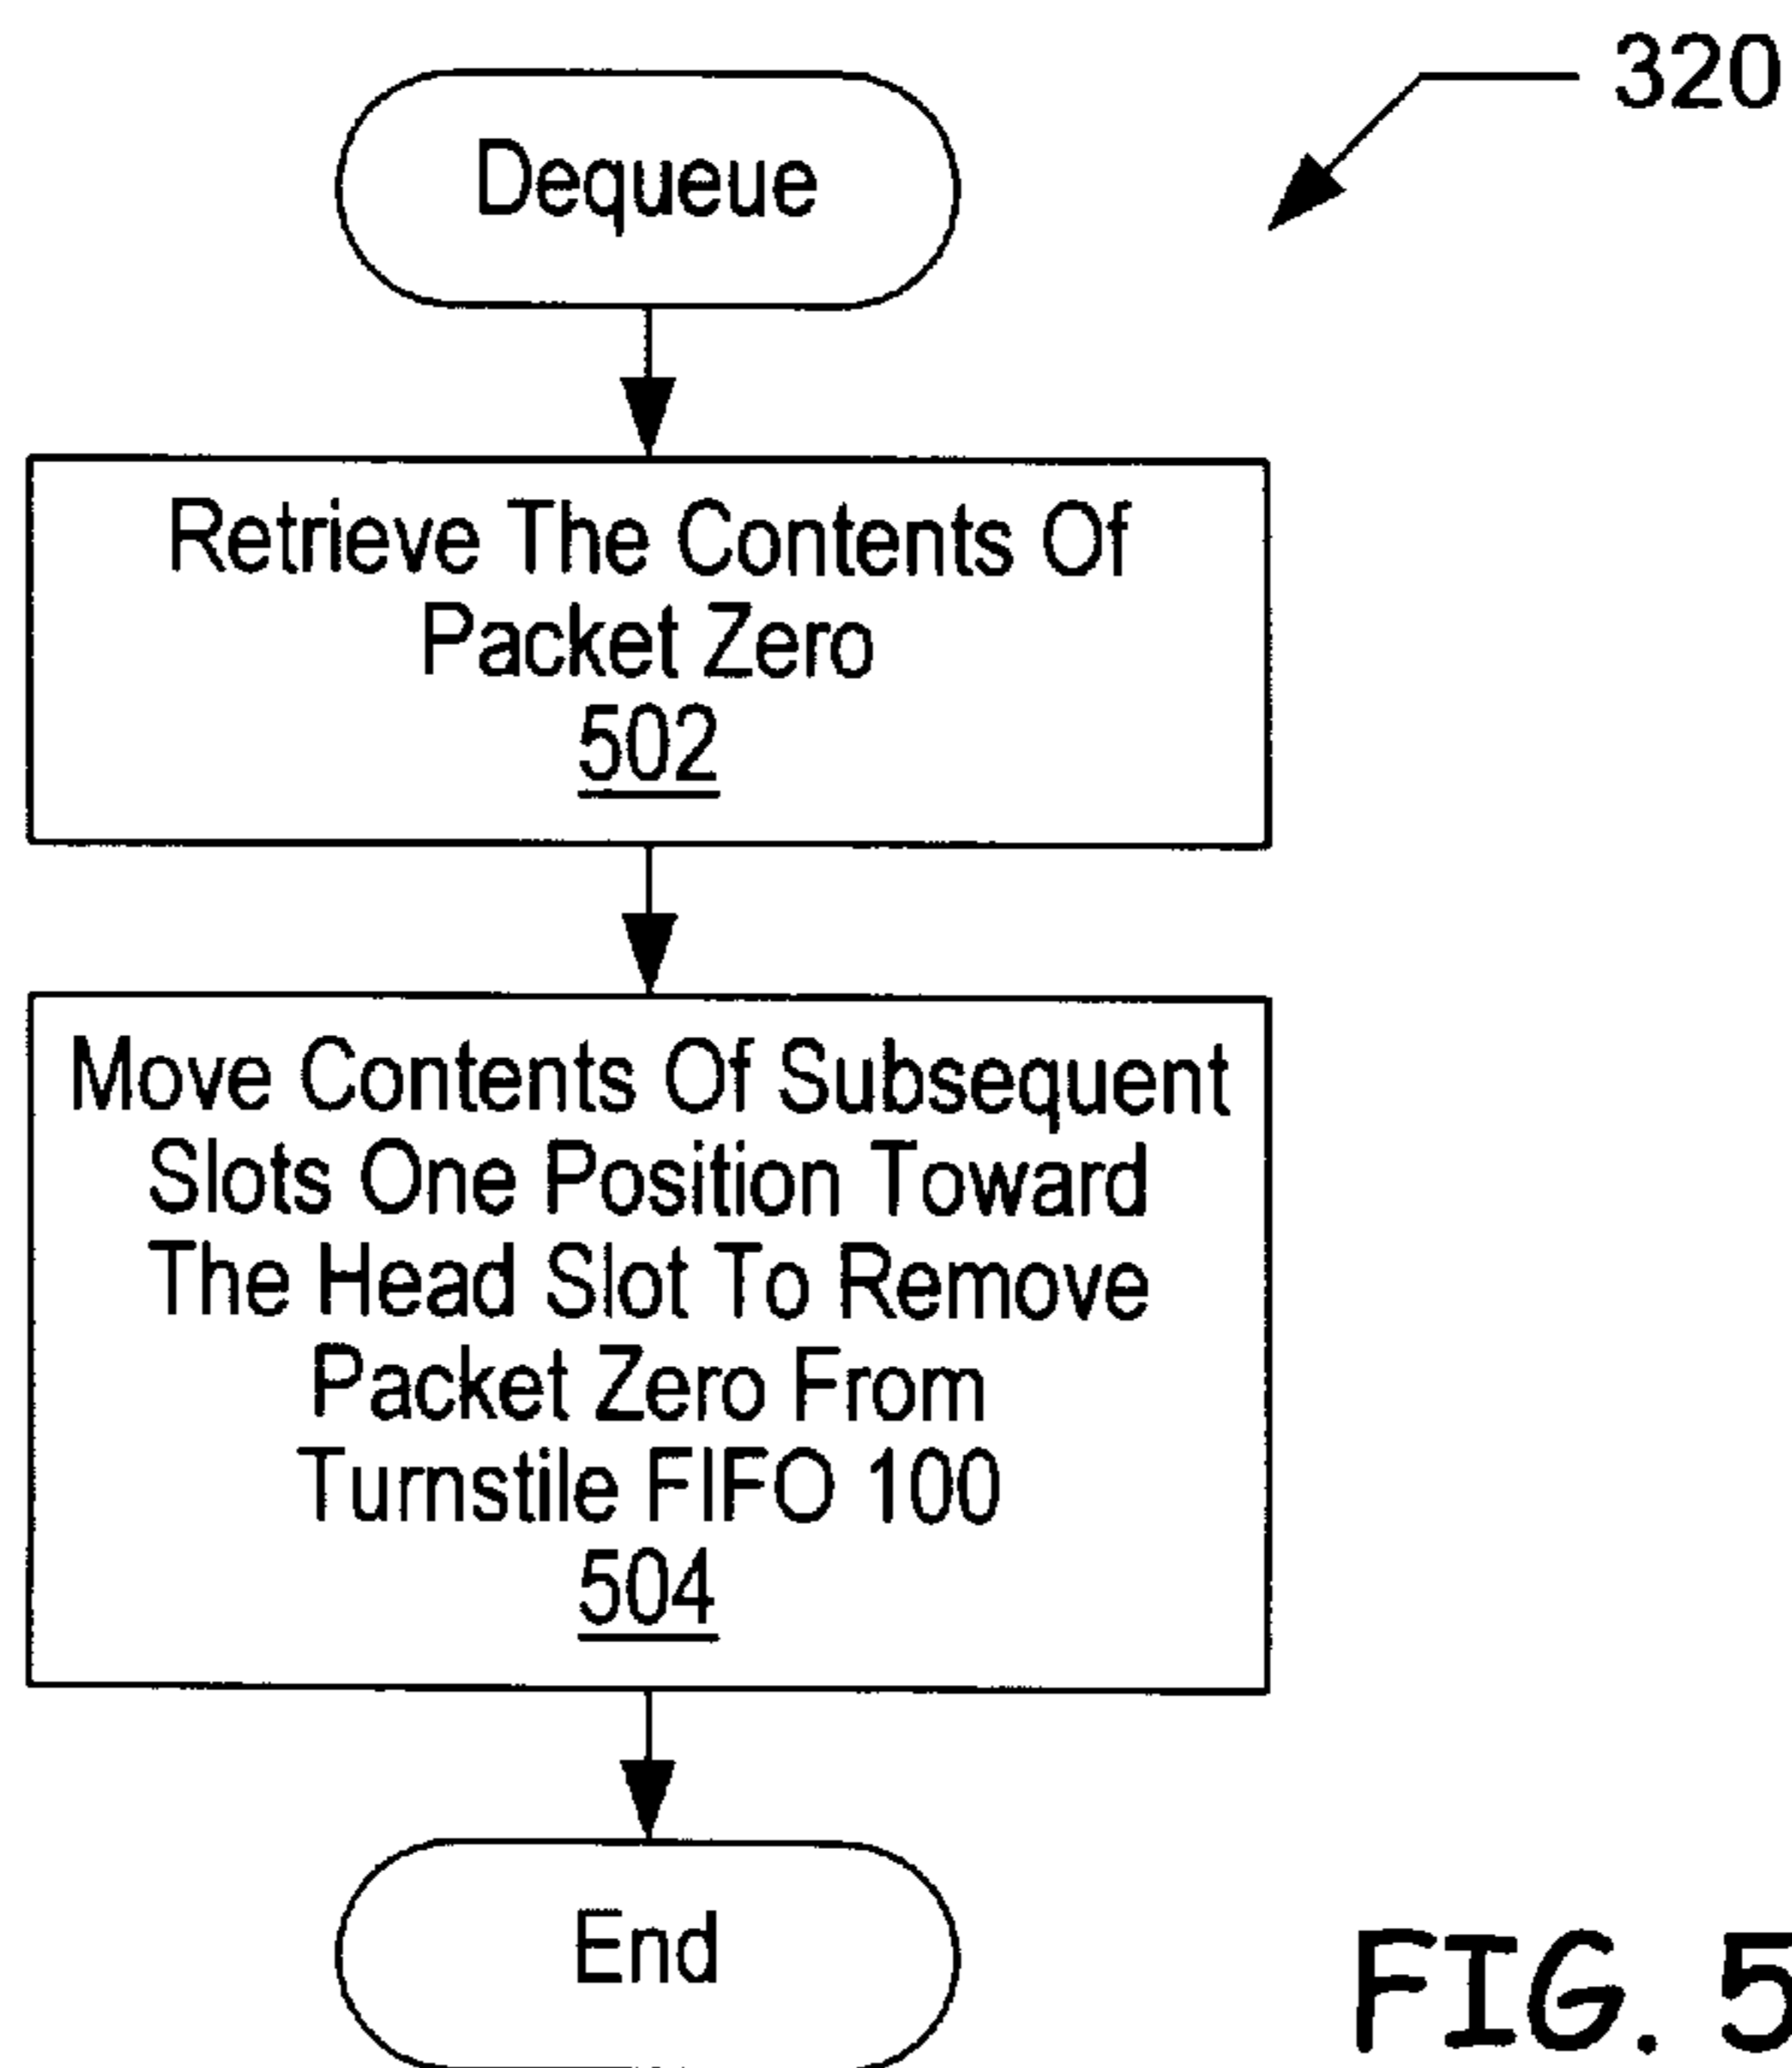 320
Dequeue
Retrieve The Contents Of
Packet Zero
502
Move Contents Of Subsequent
Slots One Position Toward
The Head Slot To Remove
Packet Zero From
Turnstile FIFO 100
504
End
FIG. 5